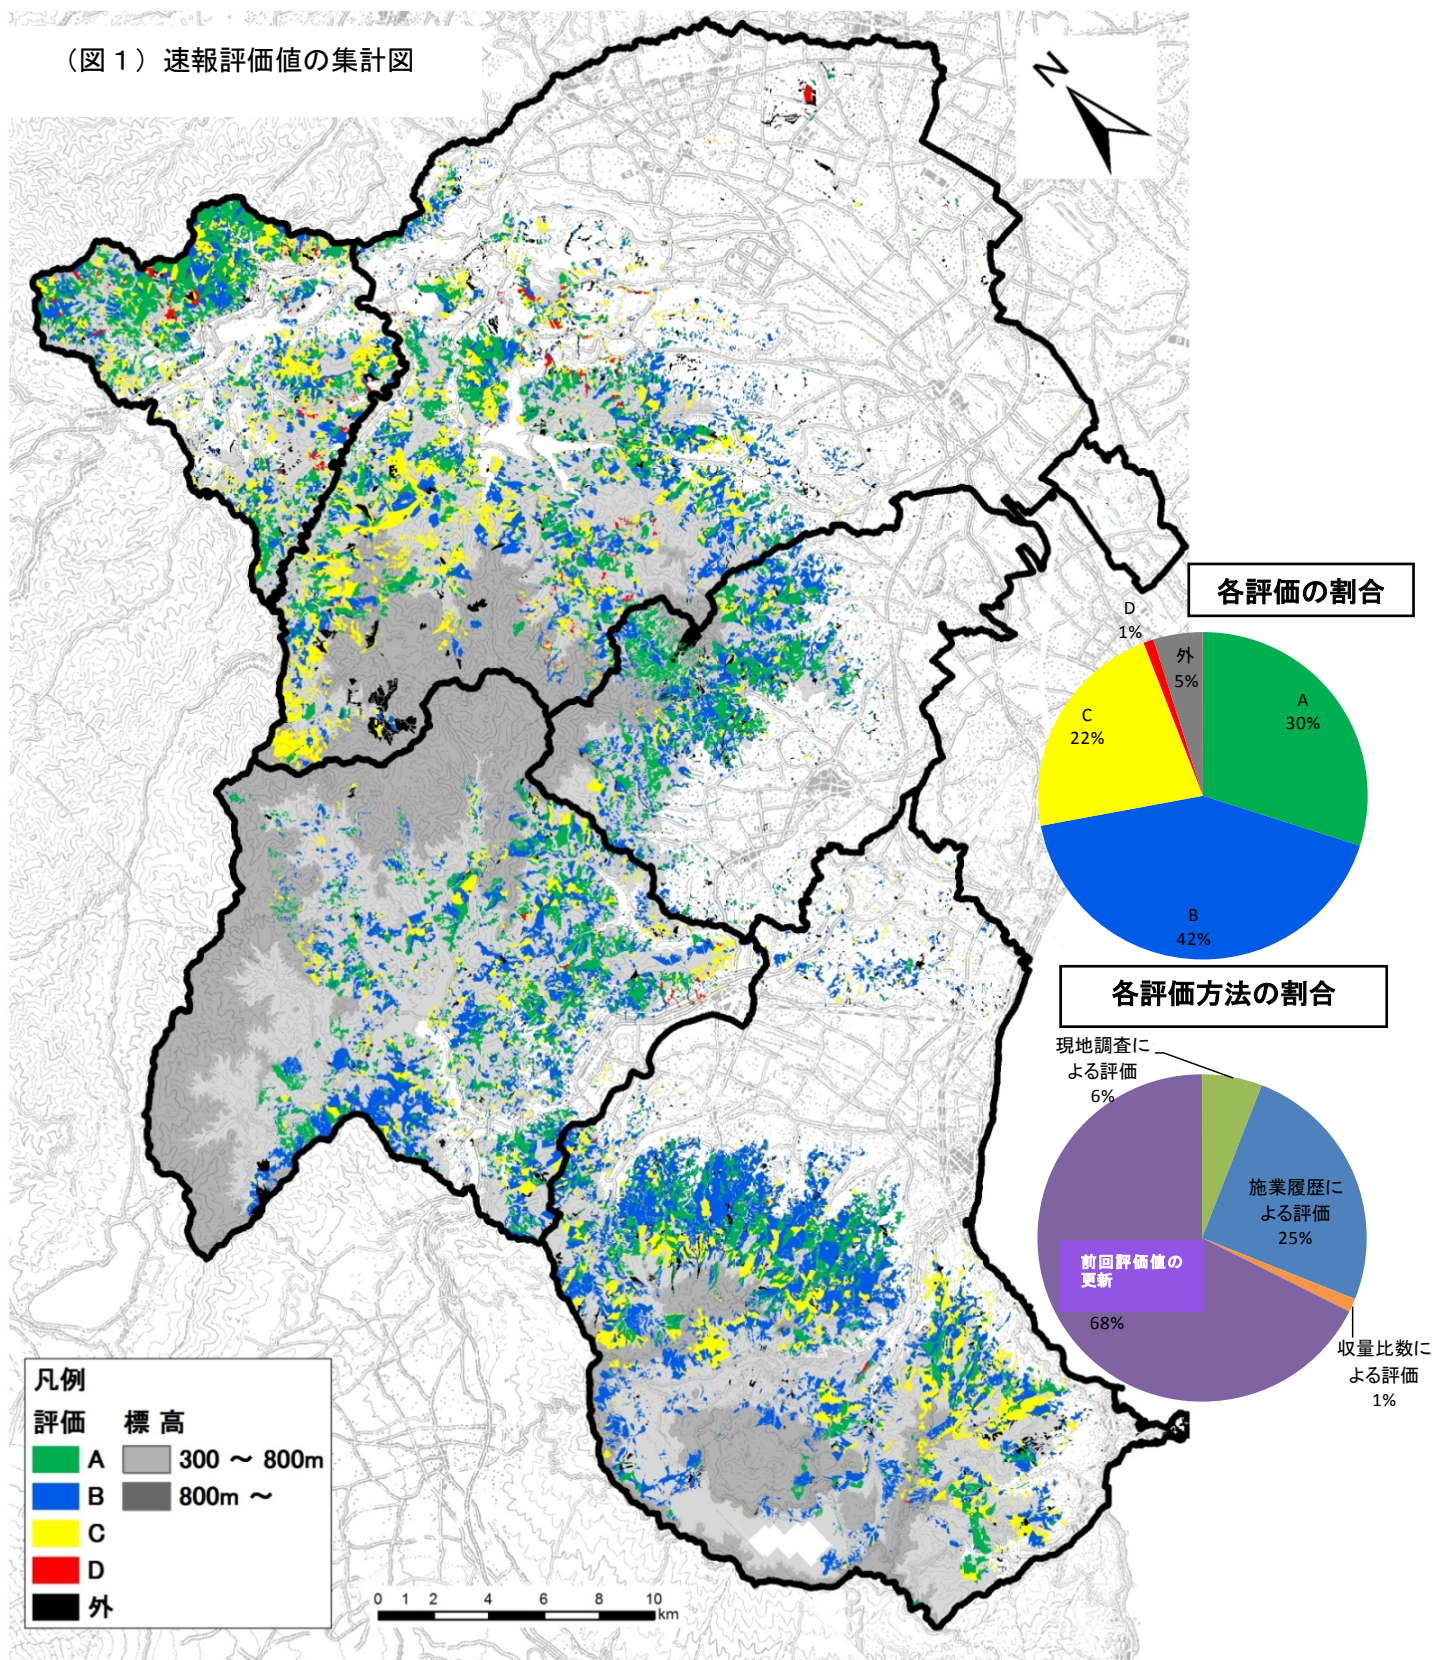 （図１）速報評価値の集計図
N
各評価の割合
D
1%
外
5%
A
30%
C
22%
B
42%
各評価方法の割合
現地調査に
よる評価
6%
施業履歴に
よる評価
25%
前回評価値の
更新
68%
収量比数に
よる評価
1%
凡例
評価 標 高
A 300 ～ 800m
B 800m ～
C
D
外
0 1 2 4 6 8 10
km